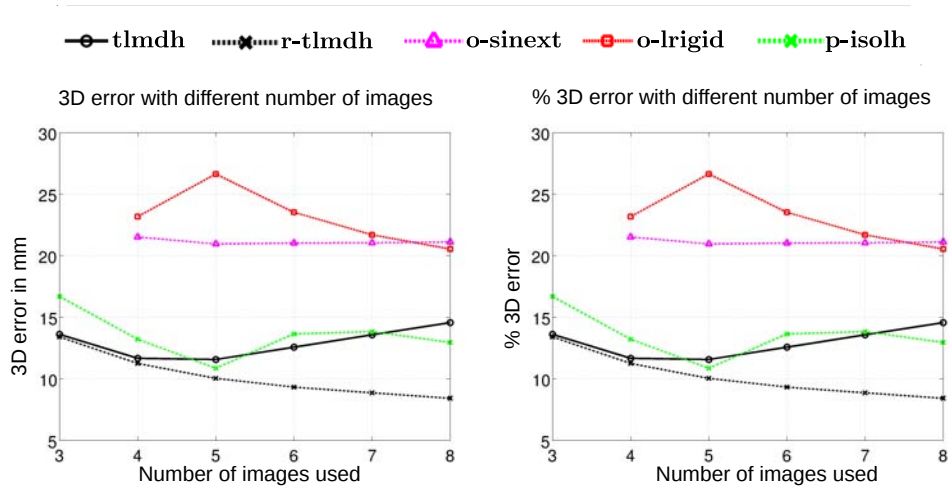 tlmdh r-tlmdh o-sinext o-lrigid p-isolh
3D error with different number of images
30
25
20
15
10
5
3D error in mm
3 4 5 6 7 8
Number of images used
% 3D error with different number of images
30
25
20
15
10
5
% 3D error
3 4 5 6 7 8
Number of images used